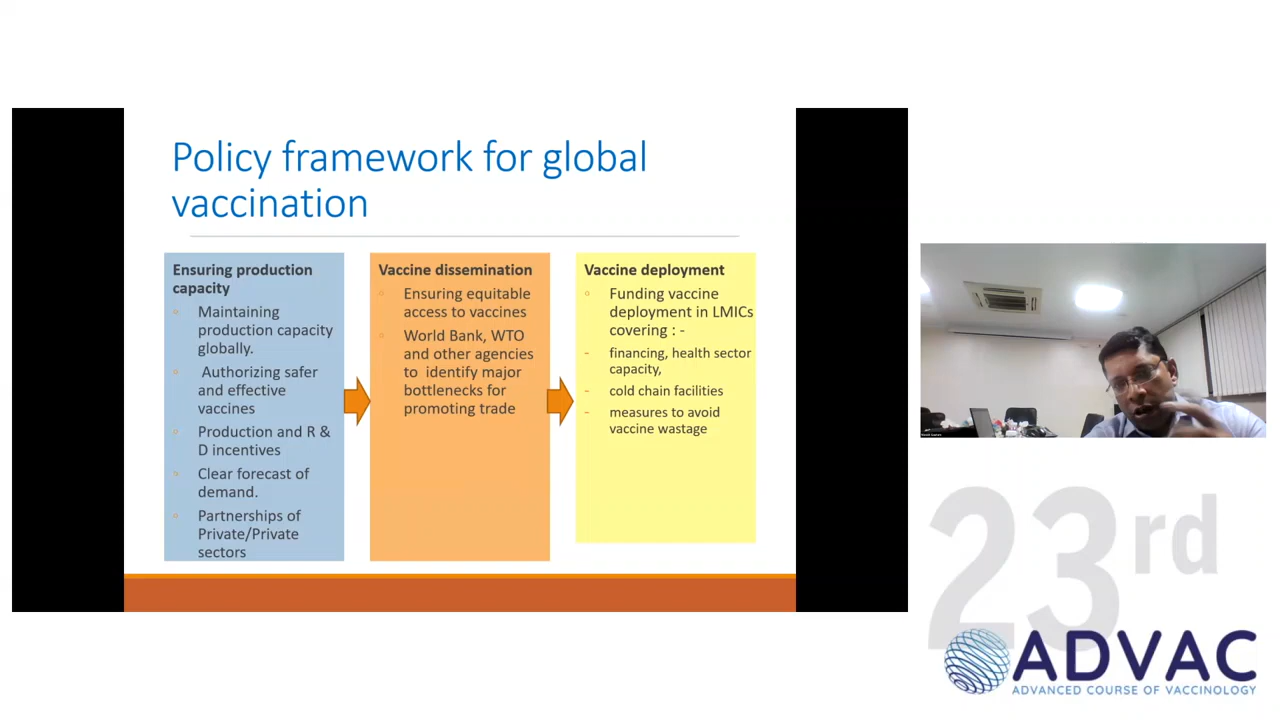 Policy framework for global
vaccination
Ensuring production
capacity
Maintaining
production capacity
globally.
Authorizing safer
and effective
vaccines
Production and R &
D incentives
Clear forecast of
demand.
Partnerships of
Private/Private
sectors
Vaccine dissemination
Ensuring equitable
access to vaccines
World Bank, WTO
and other agencies
to identify major
bottlenecks for
promoting trade
Vaccine deployment
Funding vaccine
deployment in LMICs
covering : -
- financing, health sector
capacity,
- cold chain facilities
- measures to avoid
vaccine wastage
23rd
ADVAC
ADVANCED COURSE OF VACCINOLOGY